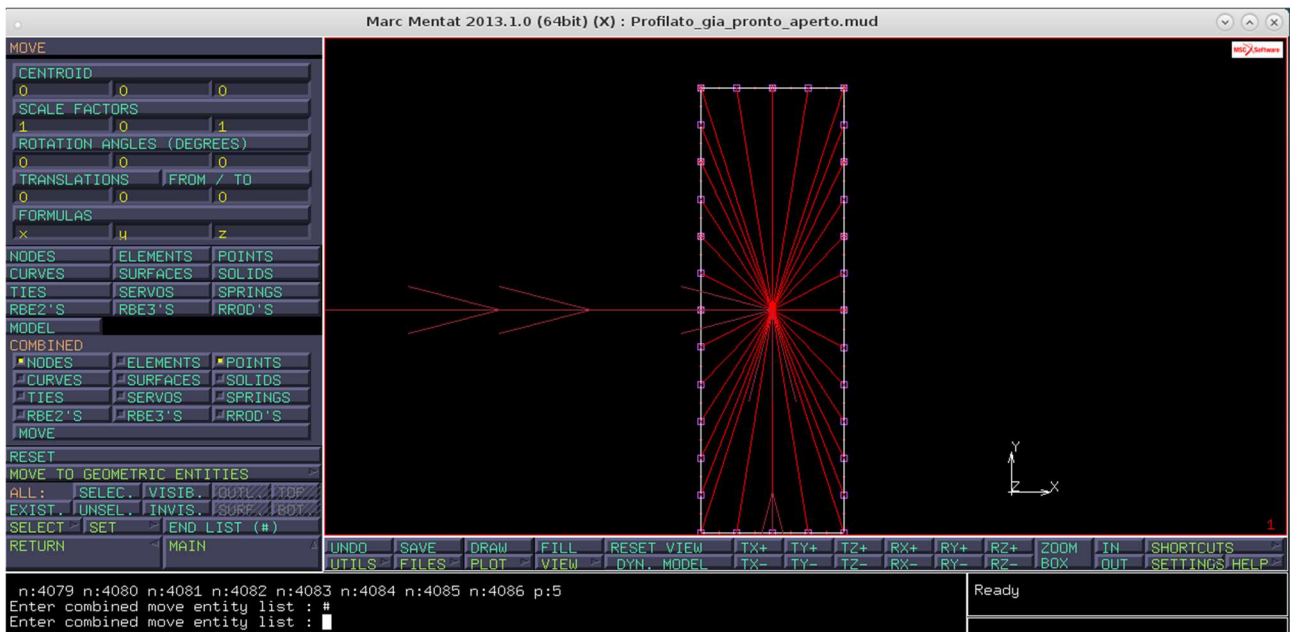 Marc Mentat 2013.1.0 (64bit) (X) : Profilato_gia_pronto_aperto.mud
MOVE
CENTROID
0 0 0
SCALE FACTORS
1 0 1
ROTATION ANGLES (DEGREES)
0 0 0
TRANSLATIONS FROM / TO
0 0 0
FORMULAS
x y z
NODES ELEMENTS POINTS
CURVES SURFACES SOLIDS
TIES SERVOS SPRINGS
RBE2'S RBE3'S RROD'S
MODEL
COMBINED
NODES ELEMENTS POINTS
CURVES SURFACES SOLIDS
TIES SERVOS SPRINGS
RBE2'S RBE3'S RROD'S
MOVE
RESET
MOVE TO GEOMETRIC ENTITIES
ALL: SELEC. VISIB. OUTL. TOP
EXIST. UNSEL. INVIS. SURF. BOT.
SELECT SET END LIST (#)
RETURN MAIN
MSC Software
Y
Z X
1
UNDO SAVE DRAW FILL RESET VIEW TX+ TY+ TZ+ RX+ RY+ RZ+ ZOOM IN SHORTCUTS
UTILS FILES PLOT VIEW DYN. MODEL TX- TY- TZ- RX- RY- RZ- BOX OUT SETTINGS HELP
n:4079 n:4080 n:4081 n:4082 n:4083 n:4084 n:4085 n:4086 p:5
Enter combined move entity list : #
Enter combined move entity list :
Ready